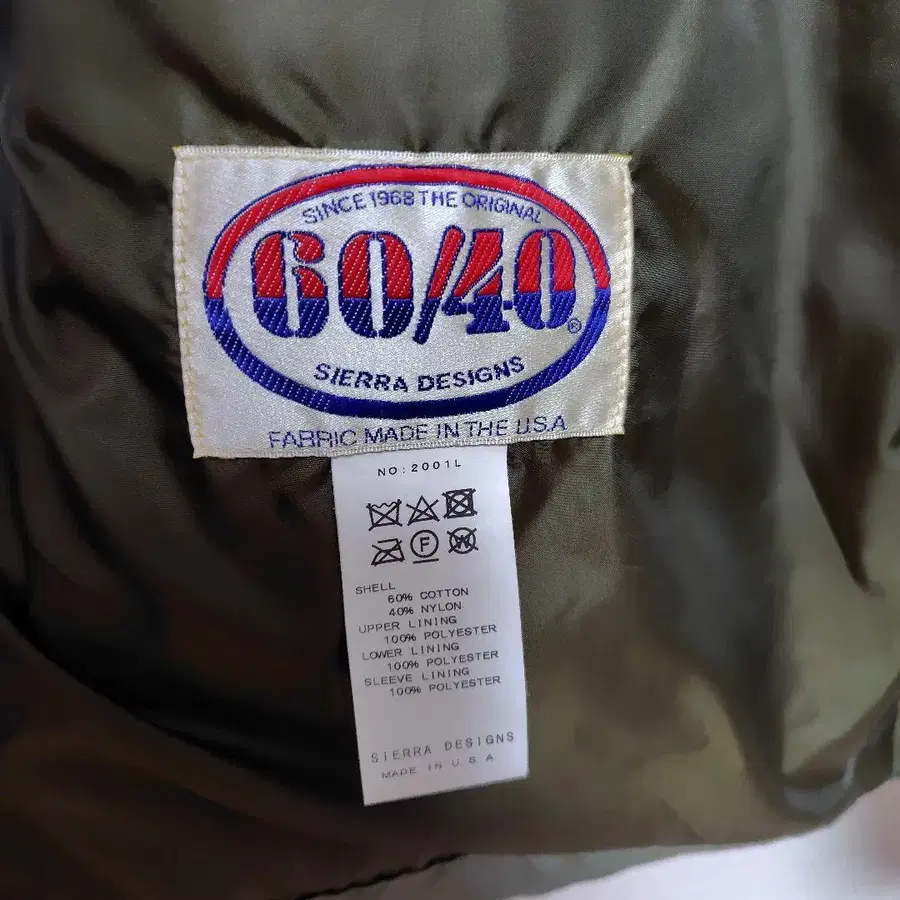 SINCE 1968 THE ORIGINAL
60/40®
SIERRA DESIGNS
FABRIC MADE IN THE U.S.A
NO:2001L
F W
SHELL
60% COTTON
40% NYLON
UPPER LINING
100% POLYESTER
LOWER LINING
100% POLYESTER
SLEEVE LINING
100% POLYESTER
SIERRA DESIGNS
MADE IN U.S.A